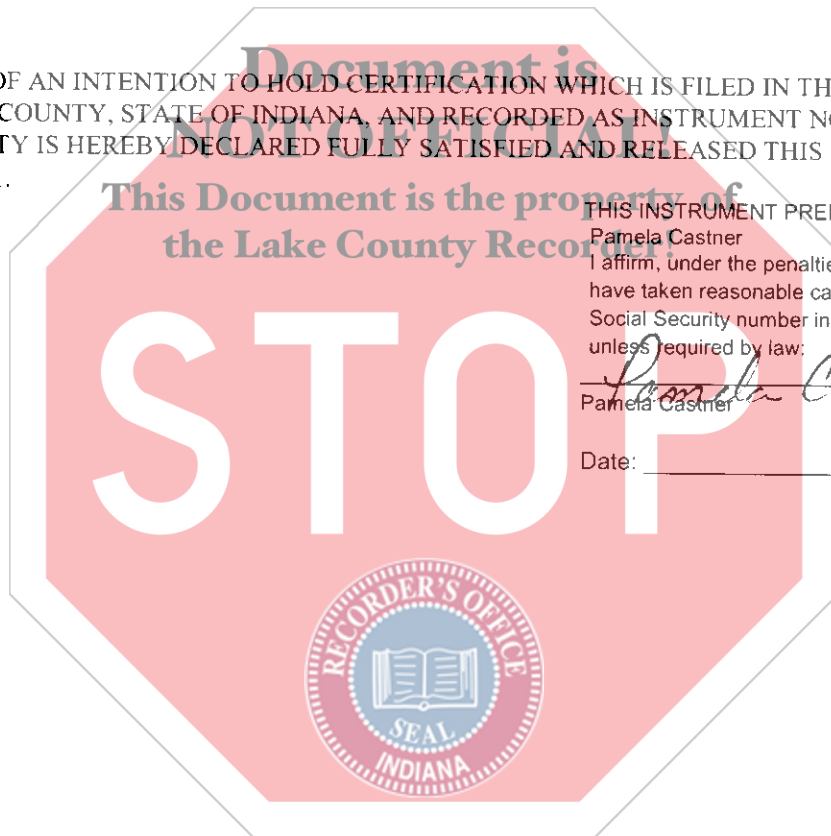 Document is
OF AN INTENTION TO HOLD CERTIFICATION WHICH IS FILED IN TH
COUNTY, STATE OF INDIANA, AND RECORDED AS INSTRUMENT N
NOT OFFICIAL!
TY IS HEREBY DECLARED FULLY SATISFIED AND RELEASED THIS
This Document is the property of
the Lake County Recorder!
THIS INSTRUMENT PRE
Pamela Castner
I affirm, under the penaltie
have taken reasonable ca
Social Security number in
unless required by law:
Pamela C
Pamela Castner
Date:
STOP
RECORDER'S OFFICE
SEAL
INDIANA